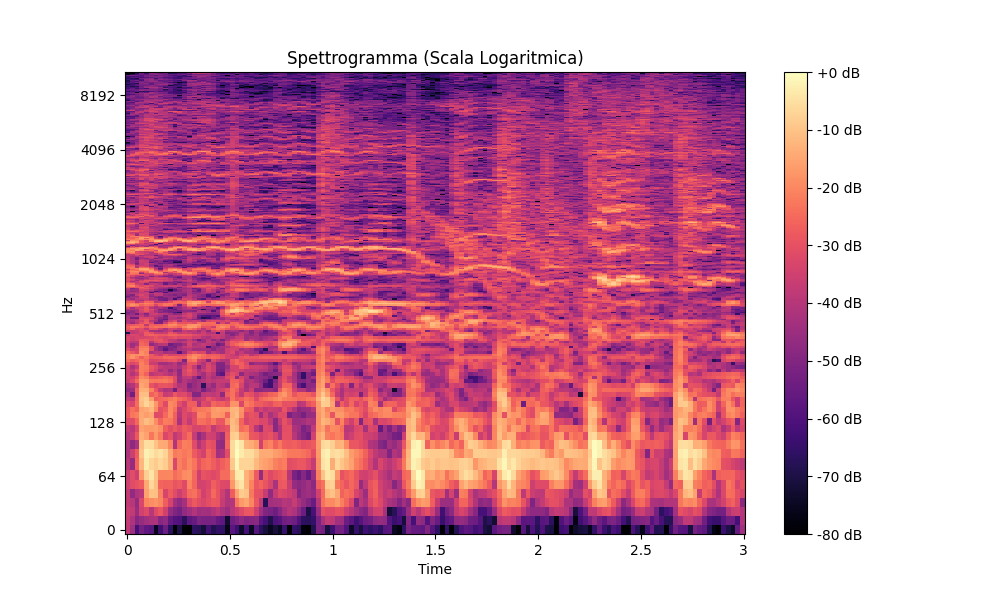 Spettrogramma (Scala Logaritmica)
Hz
8192
4096
2048
1024
512
256
128
64
0
0 0.5 1 1.5 2 2.5 3
Time
+0 dB
-10 dB
-20 dB
-30 dB
-40 dB
-50 dB
-60 dB
-70 dB
-80 dB